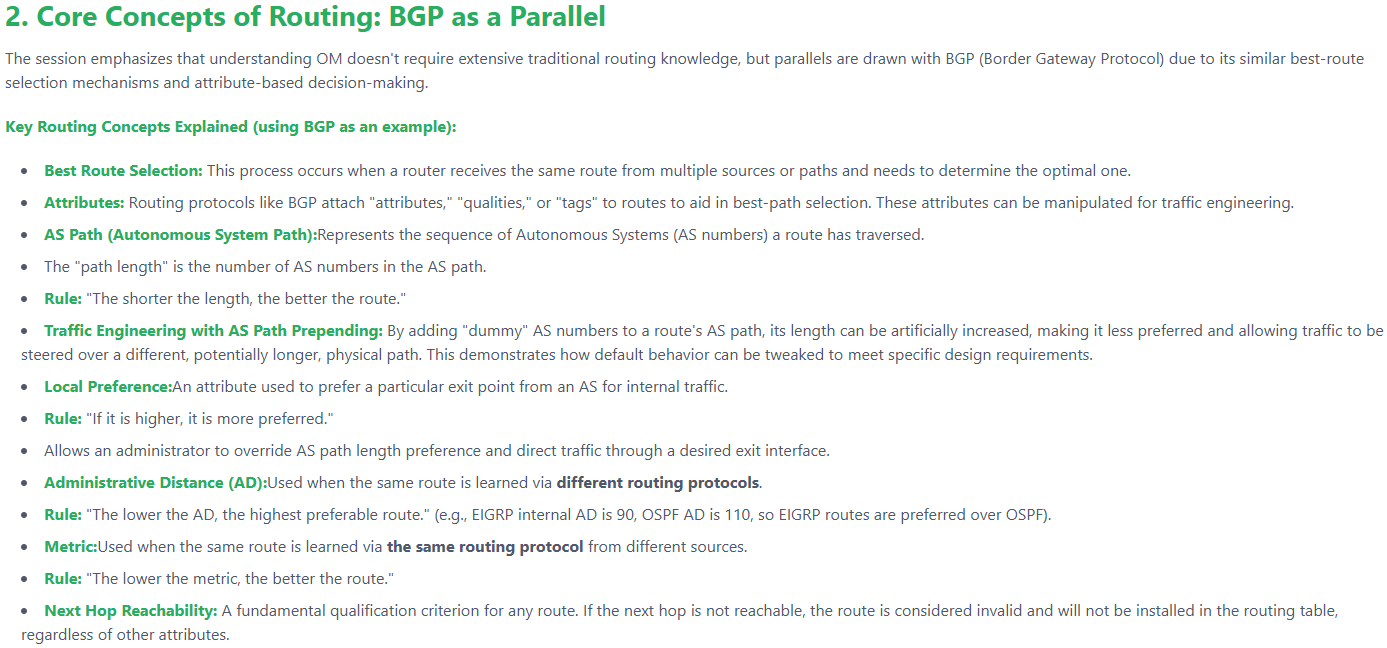 2. Core Concepts of Routing: BGP as a Parallel
The session emphasizes that understanding OM doesn't require extensive traditional routing knowledge, but parallels are drawn with BGP (Border Gateway Protocol) due to its similar best-route
selection mechanisms and attribute-based decision-making.
Key Routing Concepts Explained (using BGP as an example):
• Best Route Selection: This process occurs when a router receives the same route from multiple sources or paths and needs to determine the optimal one.
• Attributes: Routing protocols like BGP attach "attributes," "qualities," or "tags" to routes to aid in best-path selection. These attributes can be manipulated for traffic engineering.
• AS Path (Autonomous System Path):Represents the sequence of Autonomous Systems (AS numbers) a route has traversed.
• The "path length" is the number of AS numbers in the AS path.
• Rule: "The shorter the length, the better the route."
• Traffic Engineering with AS Path Prepending: By adding "dummy" AS numbers to a route's AS path, its length can be artificially increased, making it less preferred and allowing traffic to be
steered over a different, potentially longer, physical path. This demonstrates how default behavior can be tweaked to meet specific design requirements.
• Local Preference:An attribute used to prefer a particular exit point from an AS for internal traffic.
• Rule: "If it is higher, it is more preferred."
• Allows an administrator to override AS path length preference and direct traffic through a desired exit interface.
• Administrative Distance (AD):Used when the same route is learned via different routing protocols.
• Rule: "The lower the AD, the highest preferable route." (e.g., EIGRP internal AD is 90, OSPF AD is 110, so EIGRP routes are preferred over OSPF).
• Metric:Used when the same route is learned via the same routing protocol from different sources.
• Rule: "The lower the metric, the better the route."
• Next Hop Reachability: A fundamental qualification criterion for any route. If the next hop is not reachable, the route is considered invalid and will not be installed in the routing table,
regardless of other attributes.